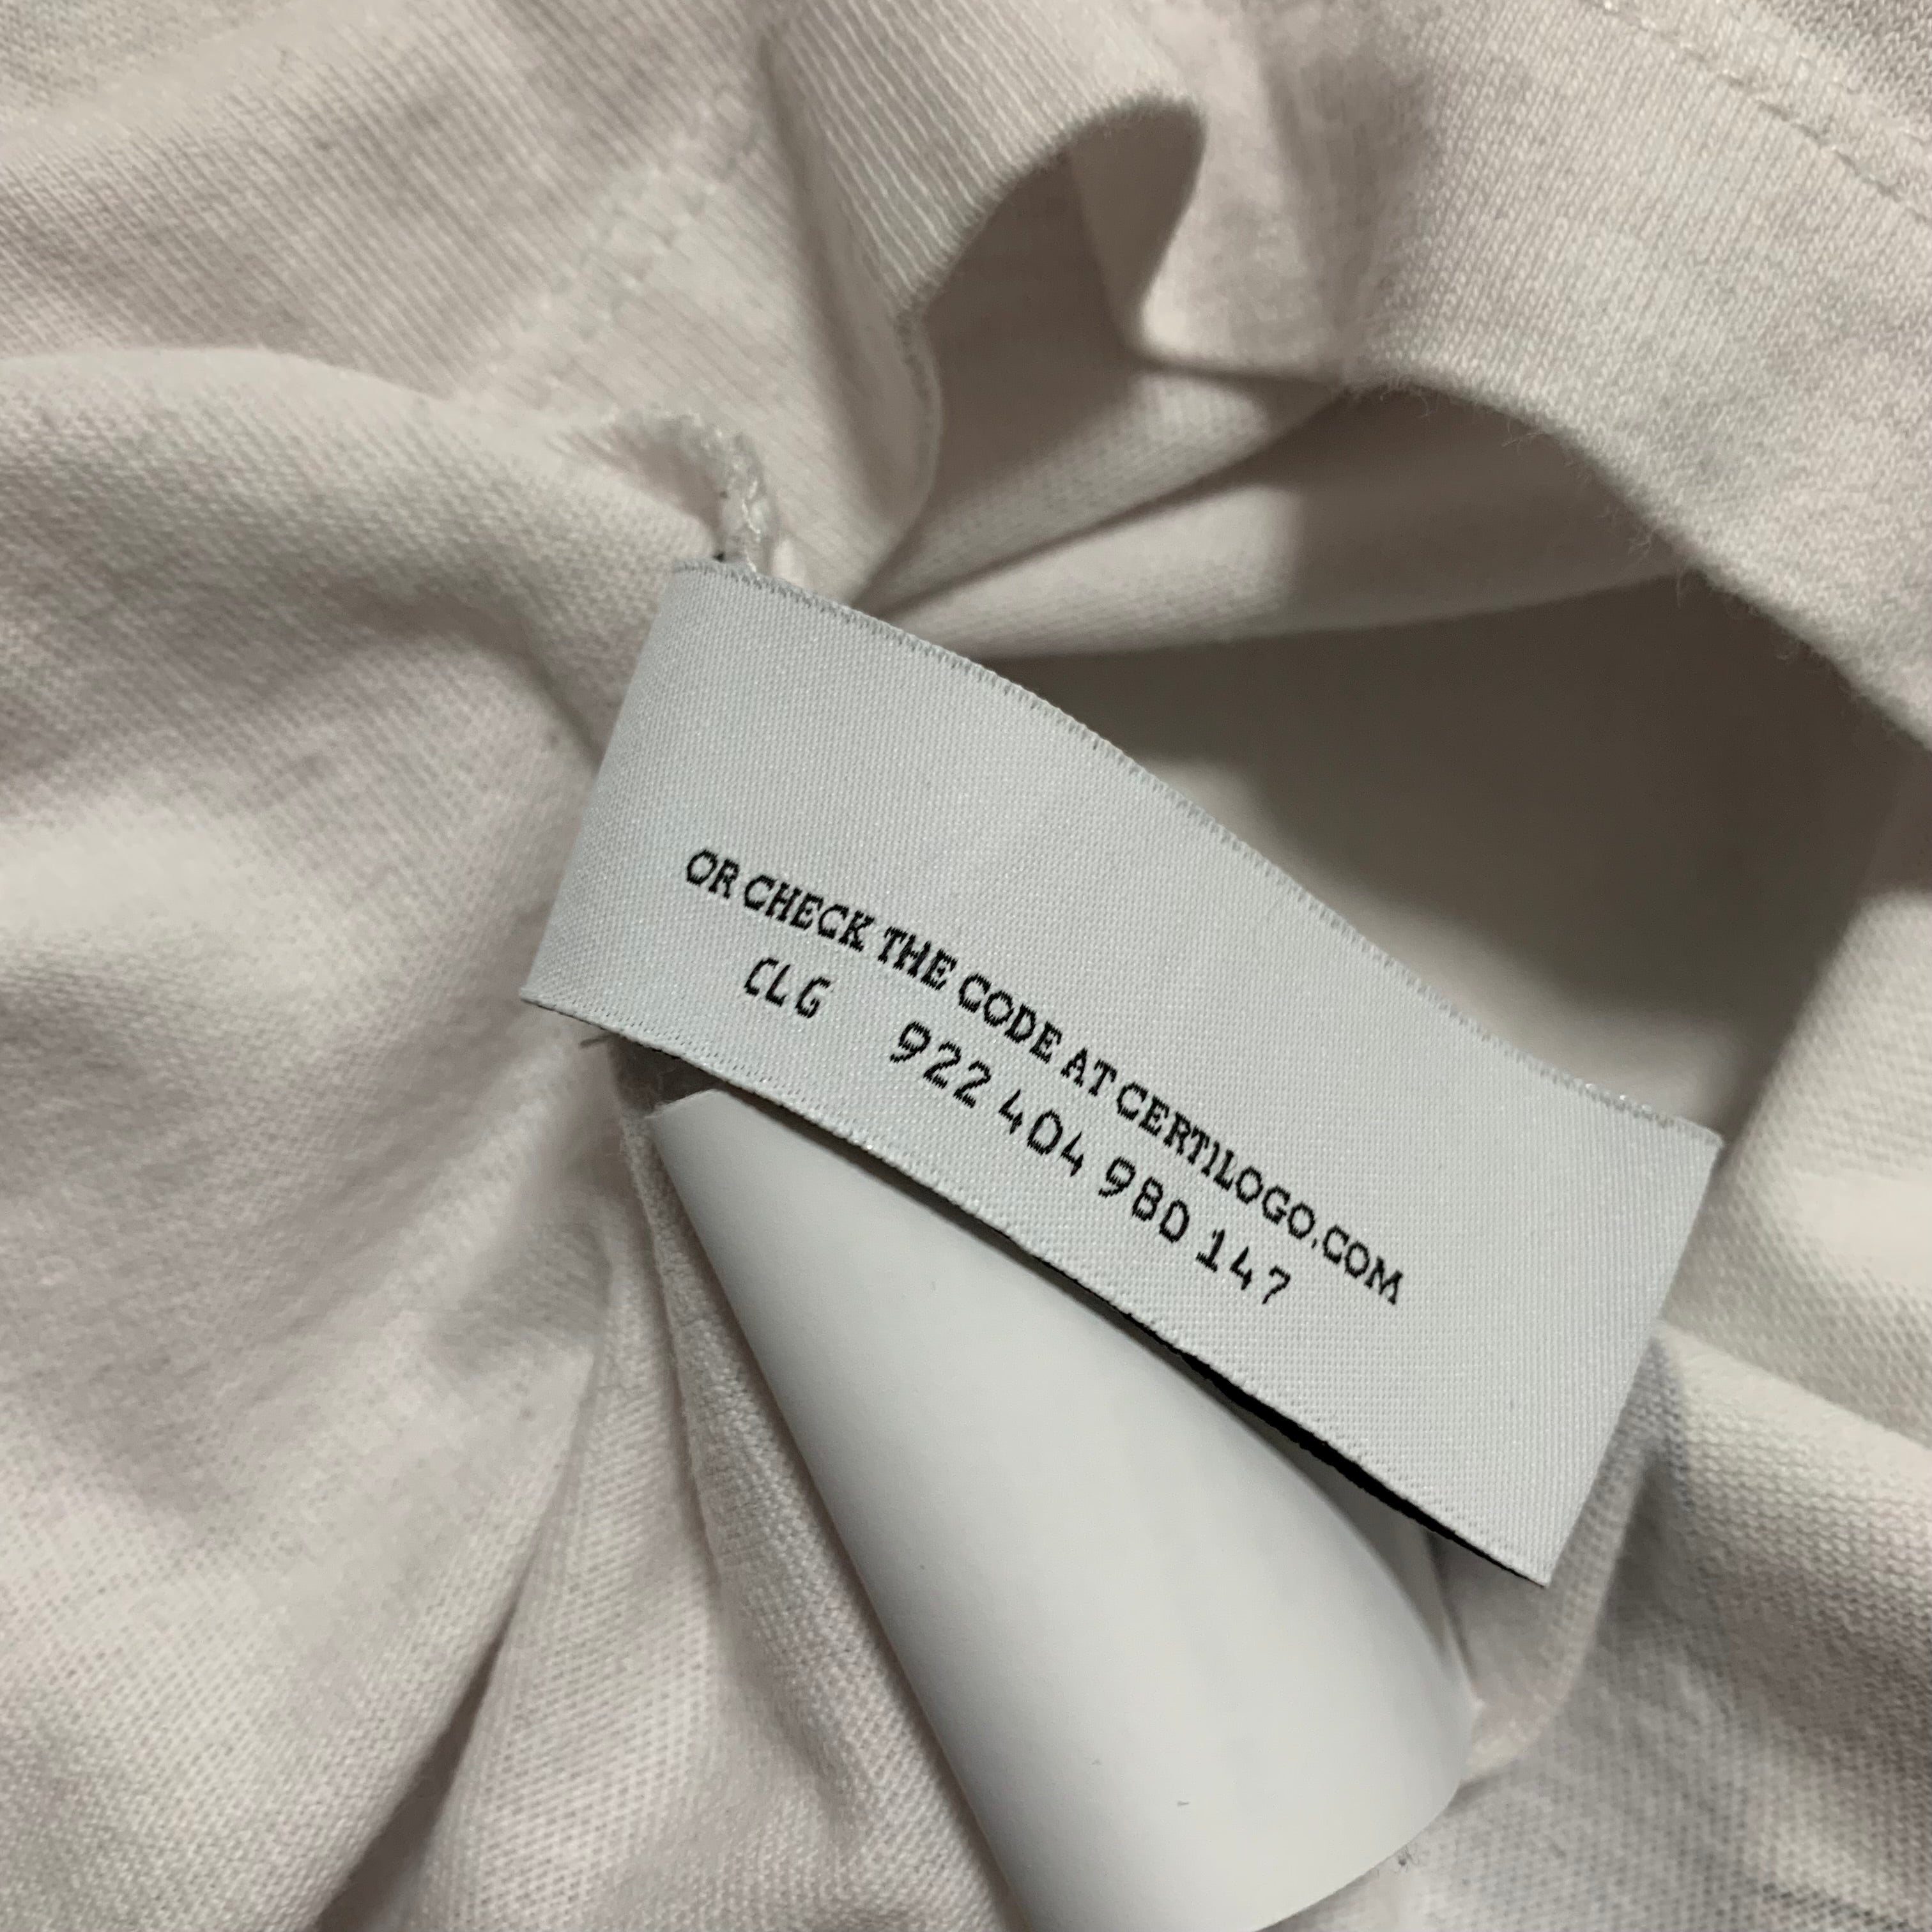 OR CHECK THE CODE AT CERTILOGO.COM
CLG 922 404 980 147